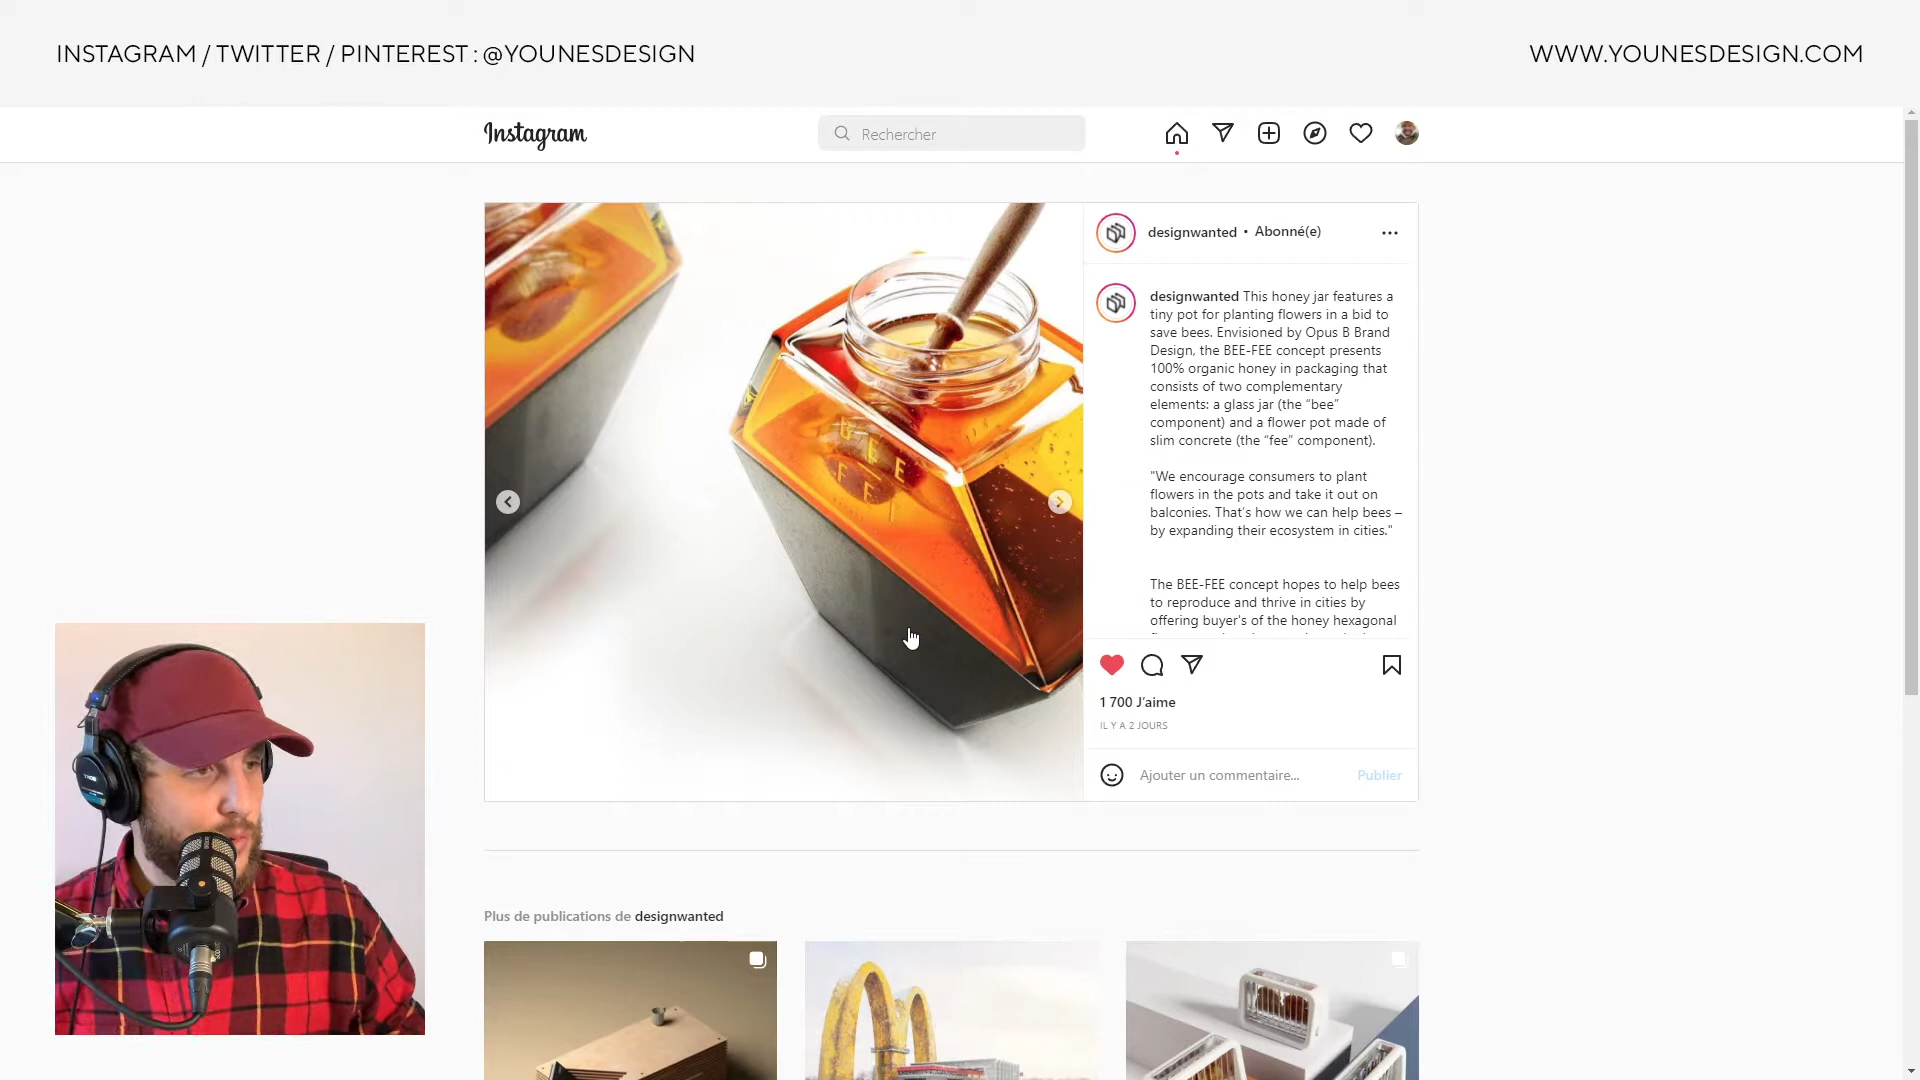 INSTAGRAM / TWITTER / PINTEREST : @YOUNESDESIGN
WWW.YOUNESDESIGN.COM
Instagram
Rechercher
designwanted • Abonné(e)
designwanted This honey jar features a
tiny pot for planting flowers in a bid to
save bees. Envisioned by Opus B Brand
Design, the BEE-FEE concept presents
100% organic honey in packaging that
consists of two complementary
elements: a glass jar (the “bee”
component) and a flower pot made of
slim concrete (the “fee” component).
"We encourage consumers to plant
flowers in the pots and take it out on
balconies. That’s how we can help bees –
by expanding their ecosystem in cities."
The BEE-FEE concept hopes to help bees
to reproduce and thrive in cities by
offering buyer's of the honey hexagonal
BEE
FEE
1 700 J’aime
IL Y A 2 JOURS
Ajouter un commentaire...
Publier
Plus de publications de designwanted